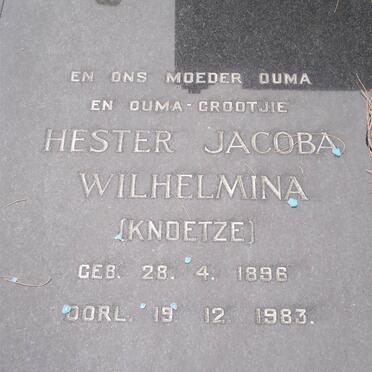 EN ONS MOEDER OUMA
EN OUMA-GROOTJIE
HESTER JACOBA
WILHELMINA
(KNOETZE)
GEB. 28. 4. 1896
OORL. 19. 12. 1983.